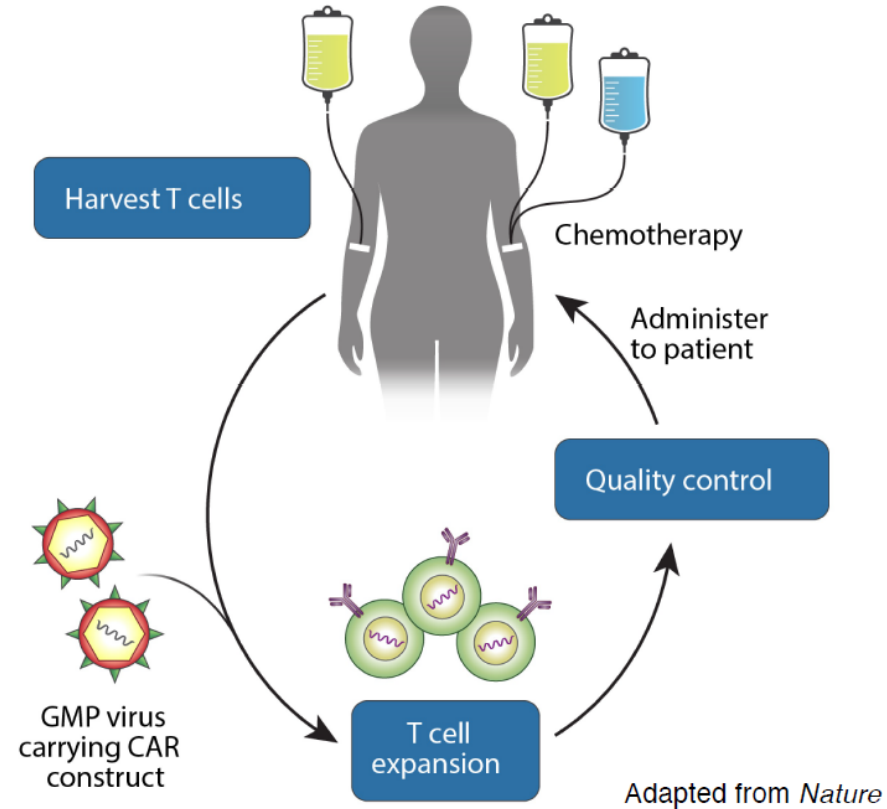 Harvest T cells
Chemotherapy
Administer
to patient
Quality control
GMP virus
carrying CAR
construct
T cell
expansion
Adapted from Nature